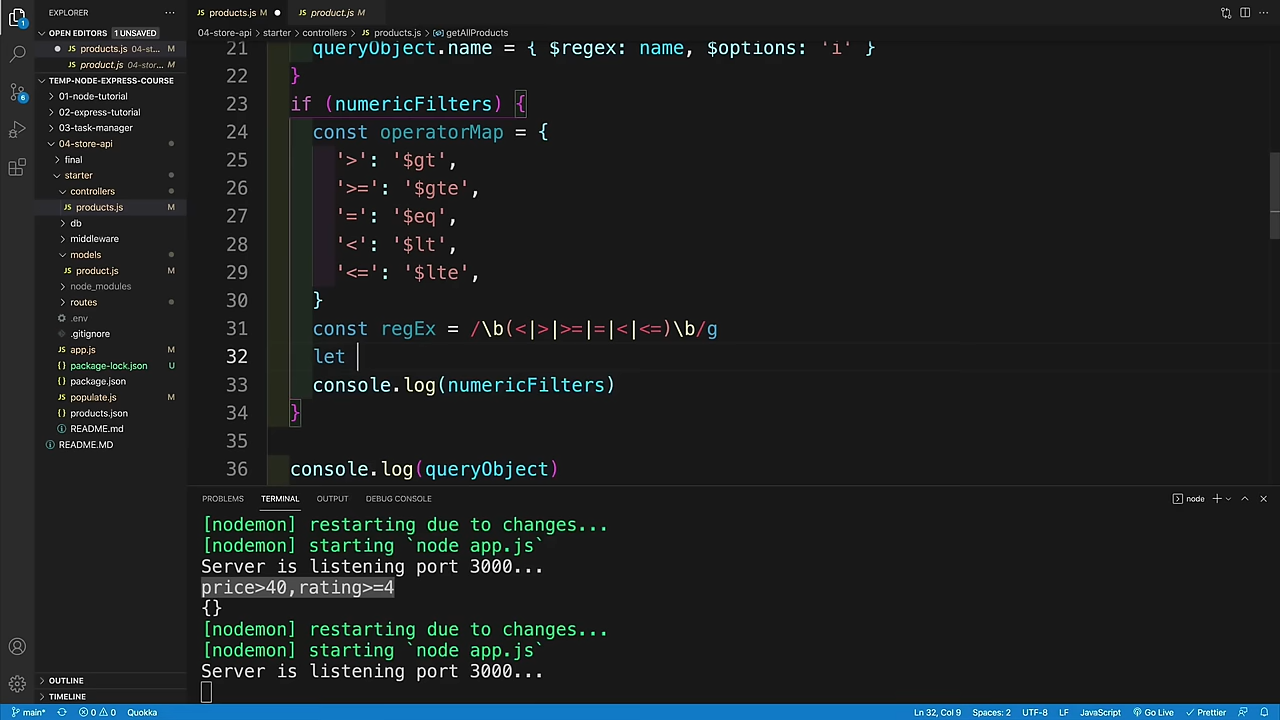 EXPLORER
OPEN EDITORS 1 UNSAVED
products.js 04-st... M
product.js 04-stor... M
TEMP-NODE-EXPRESS-COURSE
01-node-tutorial
02-express-tutorial
03-task-manager
04-store-api
final
starter
controllers
products.js M
db
middleware
models
product.js M
node_modules
routes
.env
.gitignore
app.js M
package-lock.json U
package.json
populate.js M
products.json
README.md
README.MD
OUTLINE
TIMELINE
JS products.js M
JS product.js M
04-store-api > starter > controllers > JS products.js > getAllProducts
21 queryObject.name = { $regex: name, $options: 'i' }
22 }
23 if (numericFilters) {
24 const operatorMap = {
25 '>': '$gt',
26 '>=': '$gte',
27 '=': '$eq',
28 '<': '$lt',
29 '<=': '$lte',
30 }
31 const regEx = /\b(<|>|>=|=|<|<=)\b/g
32 let
33 console.log(numericFilters)
34 }
35
36 console.log(queryObject)
PROBLEMS TERMINAL OUTPUT DEBUG CONSOLE node
[nodemon] restarting due to changes...
[nodemon] starting `node app.js`
Server is listening port 3000...
price>40,rating>=4
{}
[nodemon] restarting due to changes...
[nodemon] starting `node app.js`
Server is listening port 3000...
main* 0 0 Quokka Ln 32, Col 9 Spaces: 2 UTF-8 LF JavaScript Go Live Prettier